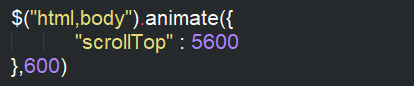 $("html,body").animate({
"scrollTop" : 5600
},600)